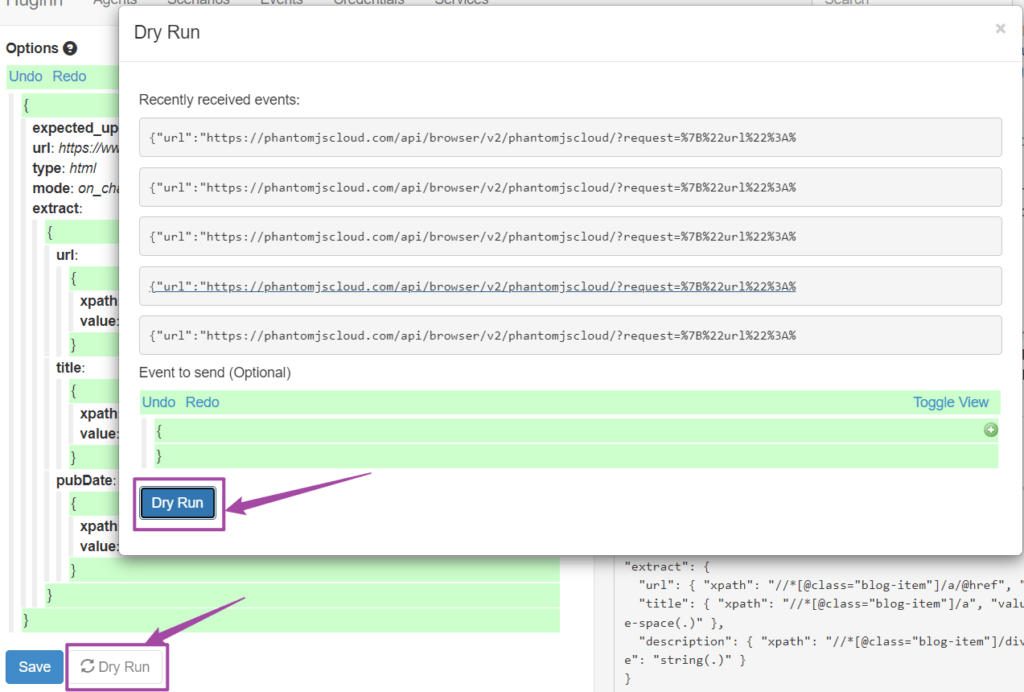 Huginn Agents Scenarios Events Credentials Services Search
Options
Undo Redo
{
expected_up
url: https://ww
type: html
mode: on_cha
extract:
{
url:
{
xpath
value:
}
title:
{
xpath
value:
}
pubDate:
{
xpath
value:
}
}
}
Save Dry Run
Dry Run
×
Recently received events:
{"url":"https://phantomjscloud.com/api/browser/v2/phantomjscloud/?request=%7B%22url%22%3A%
{"url":"https://phantomjscloud.com/api/browser/v2/phantomjscloud/?request=%7B%22url%22%3A%
{"url":"https://phantomjscloud.com/api/browser/v2/phantomjscloud/?request=%7B%22url%22%3A%
{"url":"https://phantomjscloud.com/api/browser/v2/phantomjscloud/?request=%7B%22url%22%3A%
{"url":"https://phantomjscloud.com/api/browser/v2/phantomjscloud/?request=%7B%22url%22%3A%
Event to send (Optional)
Undo Redo Toggle View
{
}
Dry Run
"extract": {
"url": { "xpath": "//*[@class="blog-item"]/a/@href", "
"title": { "xpath": "//*[@class="blog-item"]/a", "valu
e-space(.)" },
"description": { "xpath": "//*[@class="blog-item"]/div
e": "string(.)" }
}